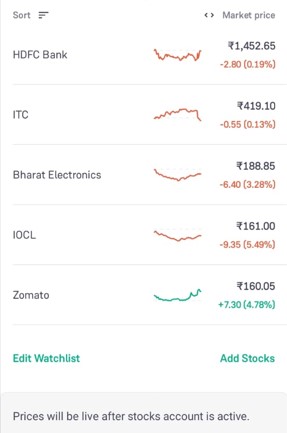 Sort Market price
HDFC Bank ₹1,452.65
-2.80 (0.19%)
ITC ₹419.10
-0.55 (0.13%)
Bharat Electronics ₹188.85
-6.40 (3.28%)
IOCL ₹161.00
-9.35 (5.49%)
Zomato ₹160.05
+7.30 (4.78%)
Edit Watchlist Add Stocks
Prices will be live after stocks account is active.